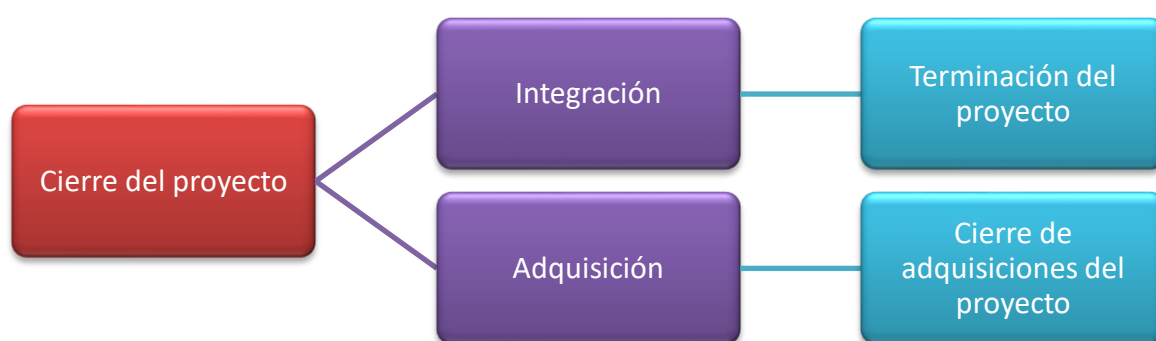 Cierre del proyecto
Integración
Terminación del
proyecto
Adquisición
Cierre de
adquisiciones del
proyecto